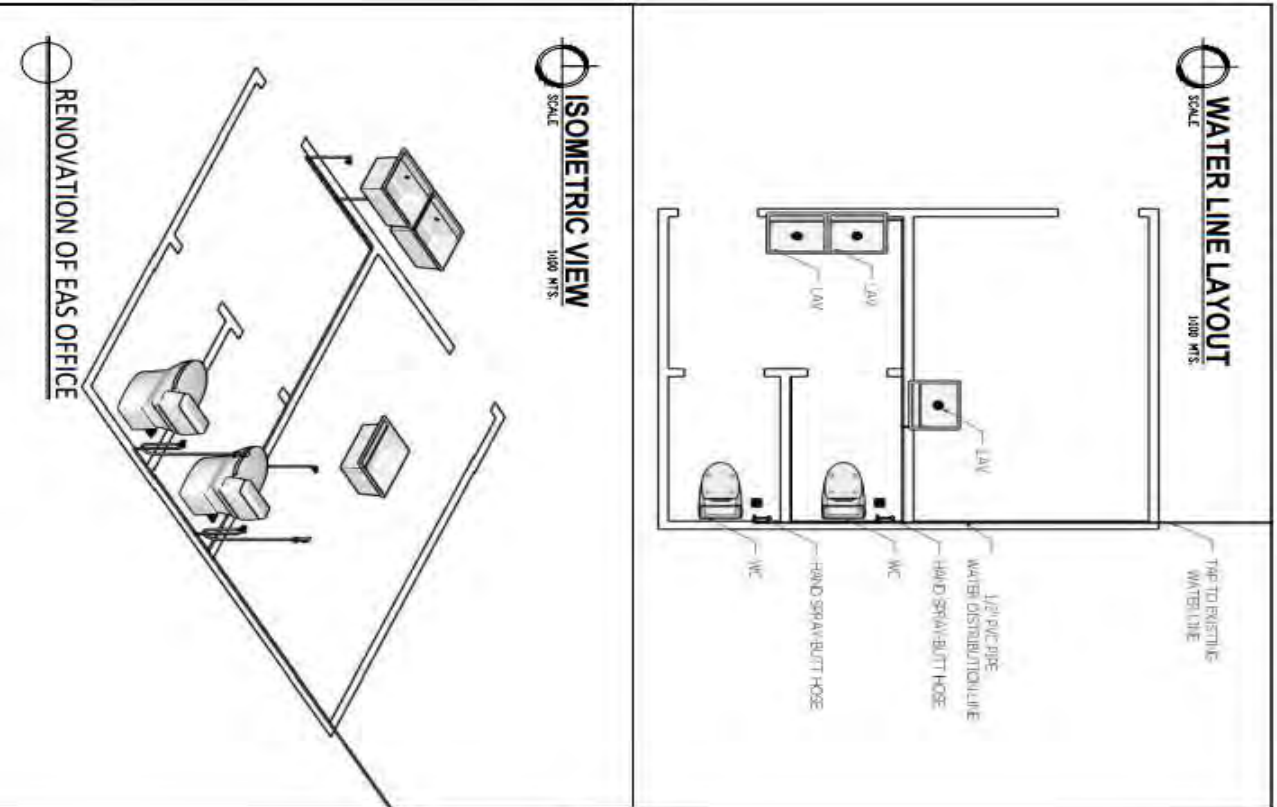 WATER LINE LAYOUT
SCALE
1:100 MTS.
TAP TO EXISTING
WATER LINE
1/2" PVC PIPE
WATER DISTRIBUTION LINE
HAND SPRAY-BUTT HOSE
WC
HAND SPRAY-BUTT HOSE
WC
LAV
LAV
LAV
ISOMETRIC VIEW
SCALE
1:100 MTS.
RENOVATION OF EAS OFFICE